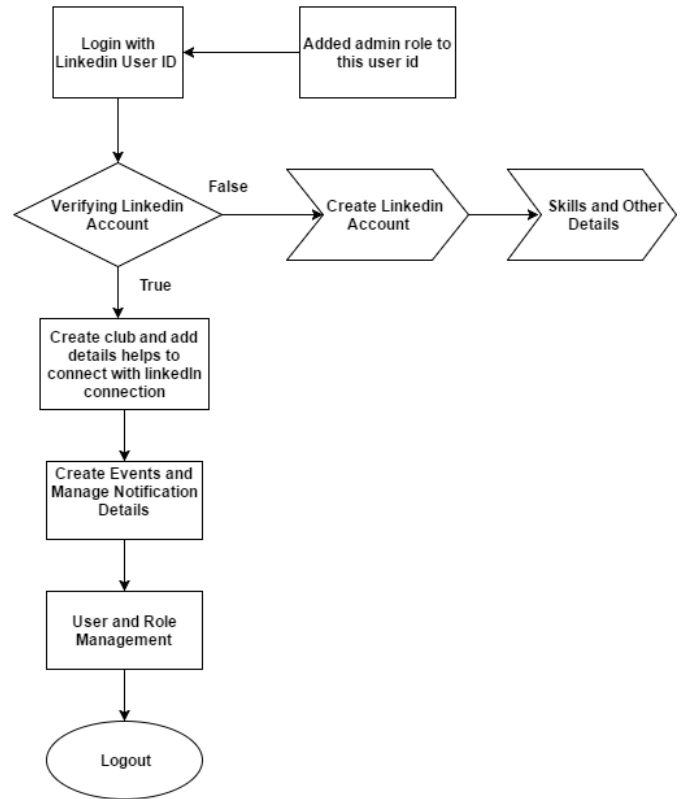 Login with
Linkedin User ID
Added admin role to
this user id
Verifying Linkedin
Account
False
Create Linkedin
Account
Skills and Other
Details
True
Create club and add
details helps to
connect with linkedIn
connection
Create Events and
Manage Notification
Details
User and Role
Management
Logout